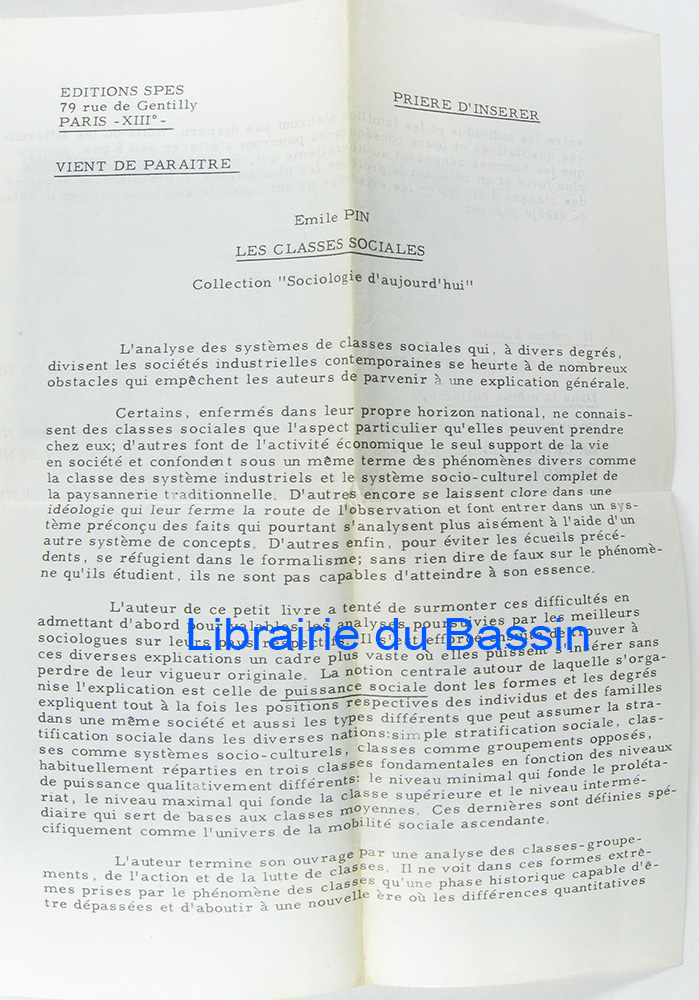 EDITIONS SPES
79 rue de Gentilly
PARIS -XIII°-
PRIERE D'INSERER
VIENT DE PARAITRE
Emile PIN
LES CLASSES SOCIALES
Collection "Sociologie d'aujourd'hui"
L'analyse des systèmes de classes sociales qui, à divers degrés,
divisent les sociétés industrielles contemporaines se heurte à de nombreux
obstacles qui empêchent les auteurs de parvenir à une explication générale.
Certains, enfermés dans leur propre horizon national, ne connais-
sent des classes sociales que l'aspect particulier qu'elles peuvent prendre
chez eux; d'autres font de l'activité économique le seul support de la vie
en société et confondent sous un même terme des phénomènes divers comme
la classe des système industriels et le système socio-culturel complet de
la paysannerie traditionnelle. D'autres encore se laissent clore dans une
idéologie qui leur ferme la route de l'observation et font entrer dans un sys-
tème préconçu des faits qui pourtant s'analysent plus aisément à l'aide d'un
autre système de concepts. D'autres enfin, pour éviter les écueils précé-
dents, se réfugient dans le formalisme; sans rien dire de faux sur le phénomè-
ne qu'ils étudient, ils ne sont pas capables d'atteindre à son essence.
L'auteur de ce petit livre a tenté de surmonter ces difficultés en
admettant d'abord pour valables les analyses poursuivies par les meilleurs
sociologues sur leurs pays respectifs. Il s'est efforcé ensuite de trouver à
ces diverses explications un cadre plus vaste où elles puissent s'insérer sans
perdre de leur vigueur originale. La notion centrale autour de laquelle s'orga-
nise l'explication est celle de puissance sociale dont les formes et les degrés
expliquent tout à la fois les positions respectives des individus et des familles
dans une même société et aussi les types différents que peut assumer la stra-
tification sociale dans les diverses nations:simple stratification sociale, clas-
ses comme systèmes socio-culturels, classes comme groupements opposés,
habituellement réparties en trois classes fondamentales en fonction des niveaux
de puissance qualitativement différents: le niveau minimal qui fonde le proléta-
riat, le niveau maximal qui fonde la classe supérieure et le niveau intermé-
diaire qui sert de bases aux classes moyennes. Ces dernières sont définies spé-
cifiquement comme l'univers de la mobilité sociale ascendante.
L'auteur termine son ouvrage par une analyse des classes-groupe-
ments, de l'action et de la lutte de classes. Il ne voit dans ces formes extrê-
mes prises par le phénomène des classes qu'une phase historique capable d'ê-
tre dépassées et d'aboutir à une nouvelle ère où les différences quantitatives
Librairie du Bassin